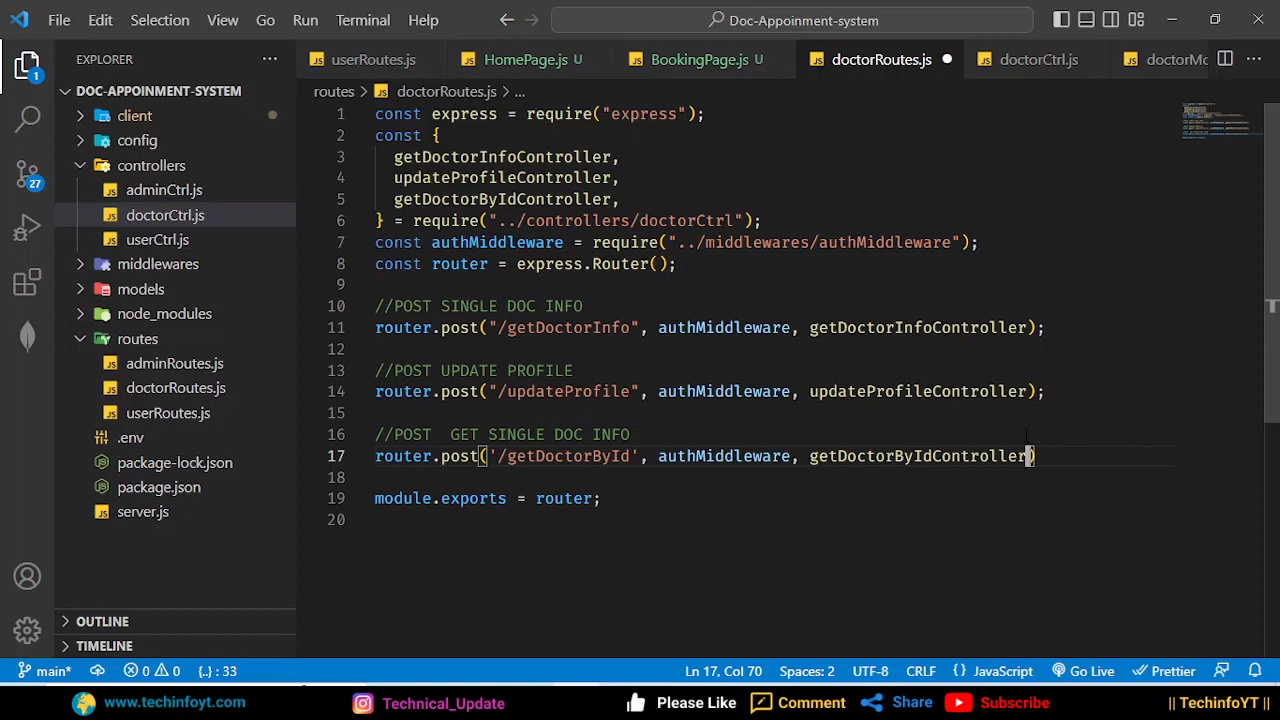 File Edit Selection View Go Run Terminal Help Doc-Appoinment-system
EXPLORER
userRoutes.js HomePage.js U BookingPage.js U doctorRoutes.js doctorCtrl.js doctorMo
DOC-APPOINMENT-SYSTEM
client
config
controllers
adminCtrl.js
doctorCtrl.js
userCtrl.js
middlewares
models
node_modules
routes
adminRoutes.js
doctorRoutes.js
userRoutes.js
.env
package-lock.json
package.json
server.js
OUTLINE
TIMELINE
1
27
routes > doctorRoutes.js > ...
1 const express = require("express");
2 const {
3 getDoctorInfoController,
4 updateProfileController,
5 getDoctorByIdController,
6 } = require("../controllers/doctorCtrl");
7 const authMiddleware = require("../middlewares/authMiddleware");
8 const router = express.Router();
9
10 //POST SINGLE DOC INFO
11 router.post("/getDoctorInfo", authMiddleware, getDoctorInfoController);
12
13 //POST UPDATE PROFILE
14 router.post("/updateProfile", authMiddleware, updateProfileController);
15
16 //POST  GET SINGLE DOC INFO
17 router.post('/getDoctorById', authMiddleware, getDoctorByIdController)
18
19 module.exports = router;
20
main* 0 0 {..} : 33 Ln 17, Col 70 Spaces: 2 UTF-8 CRLF {} JavaScript Go Live Prettier
www.techinfoyt.com Technical_Update Please Like Comment Share Subscribe || TechinfoYT ||